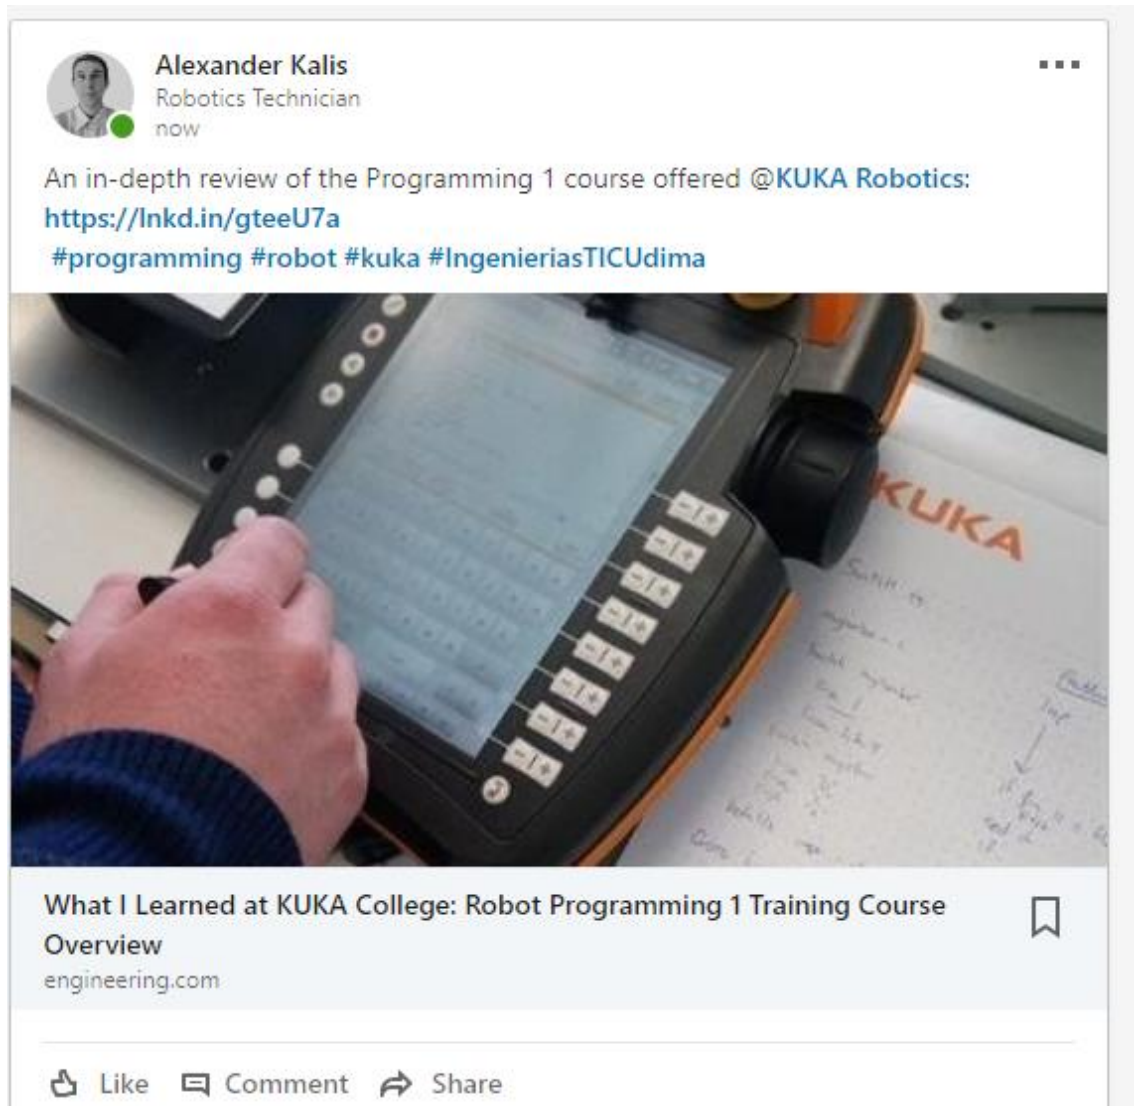 Alexander Kalis
Robotics Technician
now
An in-depth review of the Programming 1 course offered @KUKA Robotics:
https://lnkd.in/gteeU7a
#programming #robot #kuka #IngenieriasTICUdima
KUKA
What I Learned at KUKA College: Robot Programming 1 Training Course
Overview
engineering.com
Like Comment Share